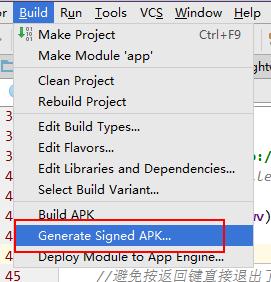 Build Run Tools VCS Window
Make Project Ctrl+F9
Make Module 'app'
Clean Project
Rebuild Project
Edit Build Types...
Edit Flavors...
Edit Libraries and Dependencies...
Select Build Variant...
Build APK
Generate Signed APK...
Deploy Module to App Engine...
45 //避免按返回键直接退出了